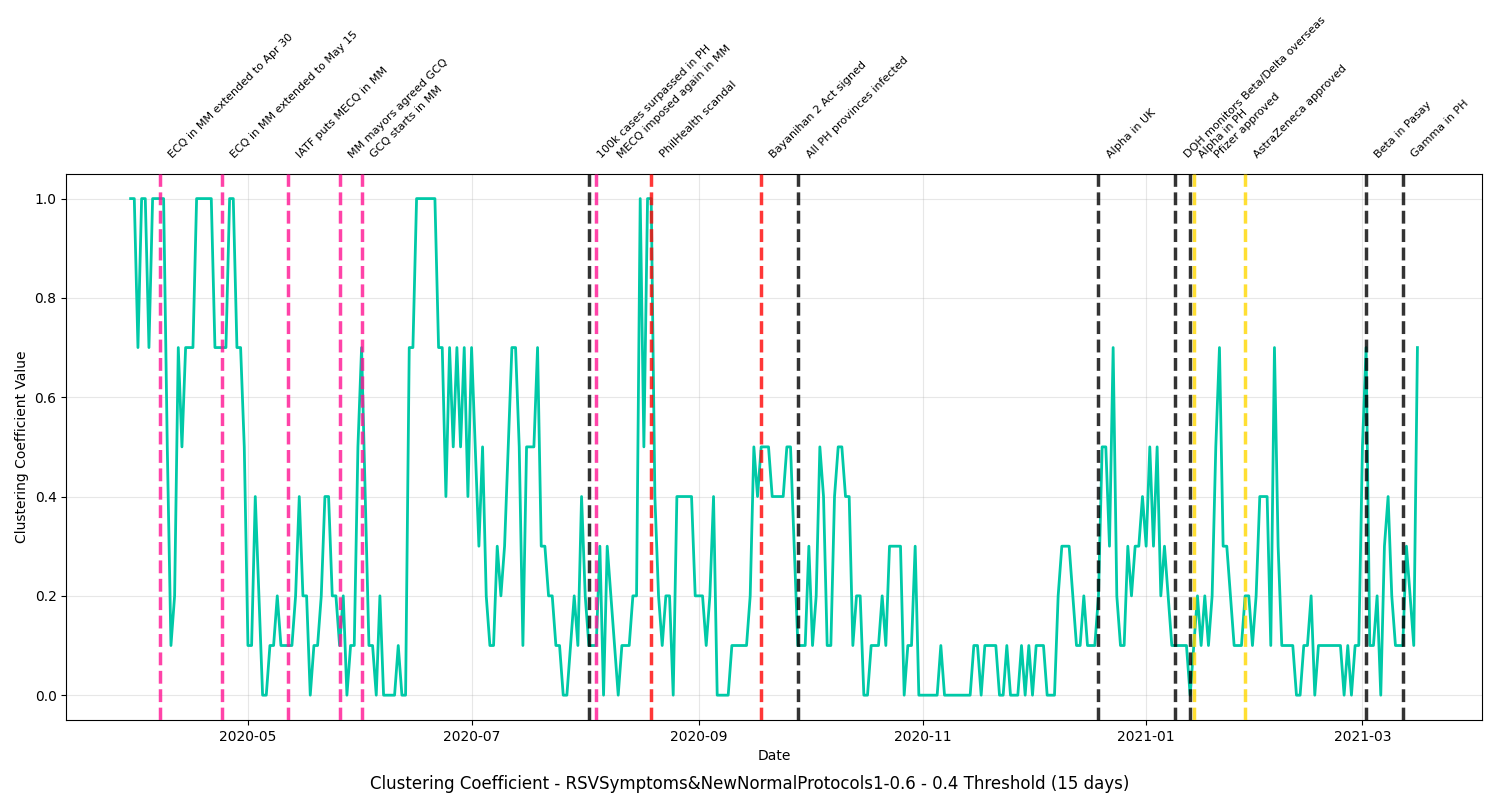 ECQ in MM extended to Apr 30
ECQ in MM extended to May 15
IATF puts MECQ in MM
MM mayors agreed GCQ
GCQ starts in MM
100k cases surpassed in PH
MECQ imposed again in MM
PhilHealth scandal
Bayanihan 2 Act signed
All PH provinces infected
Alpha in UK
DOH monitors Beta/Delta overseas
Alpha in PH
Pfizer approved
AstraZeneca approved
Beta in Pasay
Gamma in PH
Clustering Coefficient Value
1.0
0.8
0.6
0.4
0.2
0.0
2020-05
2020-07
2020-09
2020-11
2021-01
2021-03
Date
Clustering Coefficient - RSVSymptoms&NewNormalProtocols1-0.6 - 0.4 Threshold (15 days)